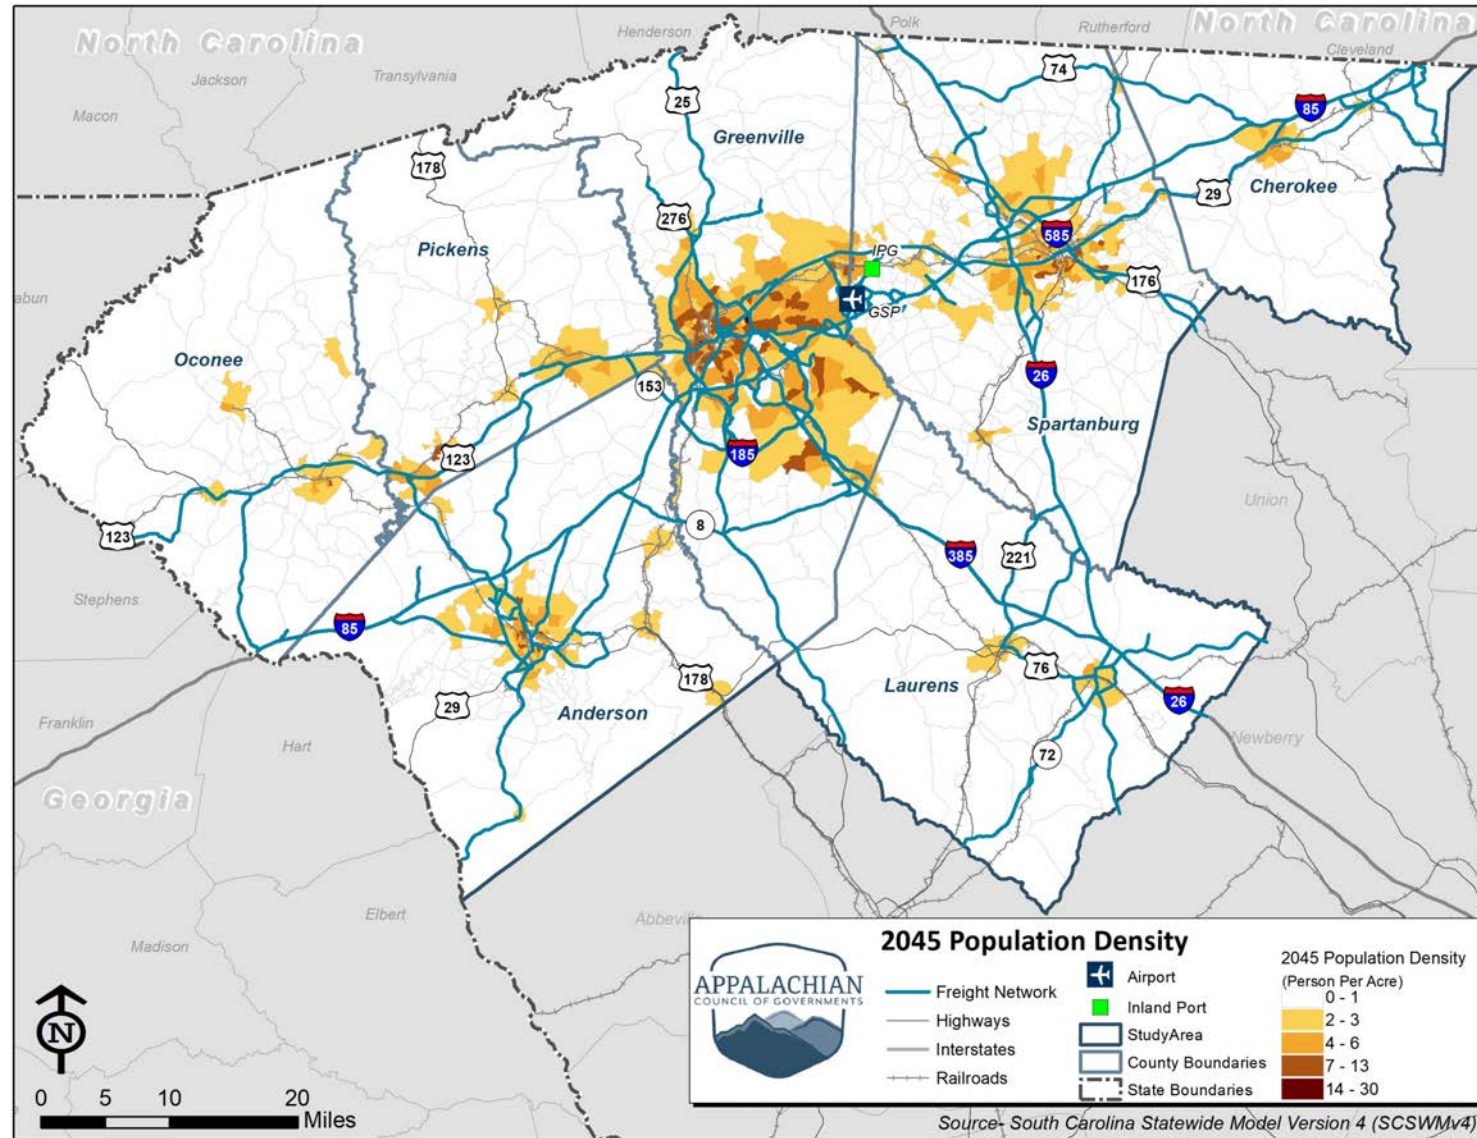 North Carolina
North Carolina
Polk
Rutherford
Henderson
Cleveland
Jackson
Transylvania
Macon
74
25
85
Greenville
178
29
Cherokee
276
585
Pickens
IPG
176
GSP
abun
Oconee
26
153
Spartanburg
123
185
Union
8
123
221
385
Stephens
85
76
178
Laurens
26
29
Anderson
Franklin
Hart
Newberry
72
Georgia
Elbert
Abbeville
Madison
N
0 5 10 20
Miles
APPALACHIAN
COUNCIL OF GOVERNMENTS
2045 Population Density
Freight Network
Highways
Interstates
Railroads
Airport
Inland Port
StudyArea
County Boundaries
State Boundaries
2045 Population Density
(Person Per Acre)
0 - 1
2 - 3
4 - 6
7 - 13
14 - 30
Source- South Carolina Statewide Model Version 4 (SCSWMv4)